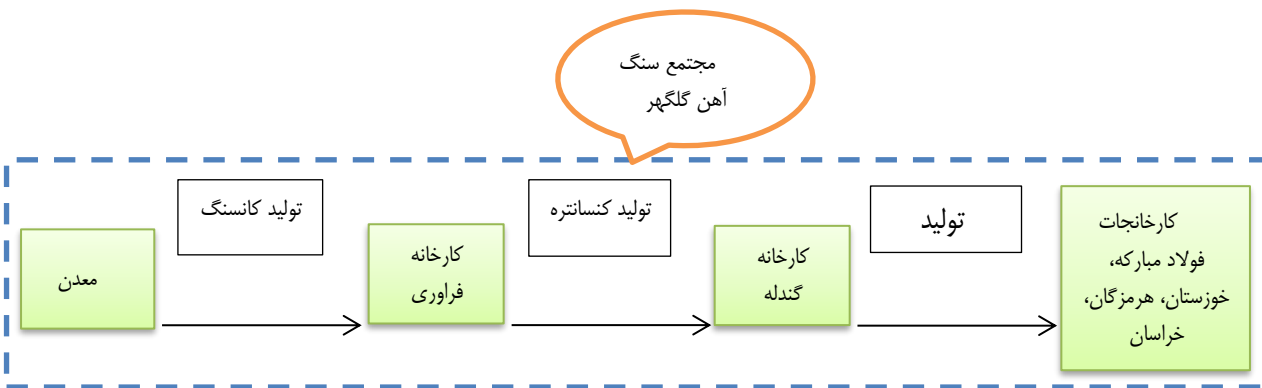 مجتمع سنگ
آهن گلگهر
تولید کانسنگ
تولید کنسانتره
تولید
معدن
کارخانه
فراوری
کارخانه
گندله
کارخانجات
فولاد مبارکه،
خوزستان، هرمزگان،
خراسان